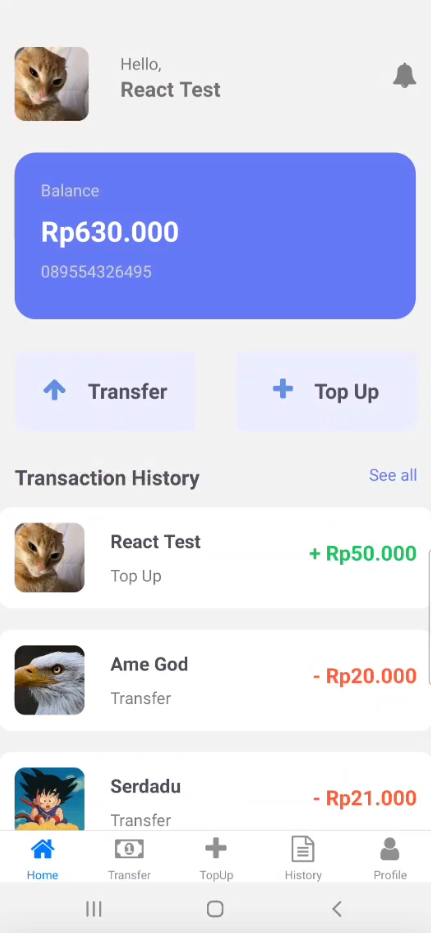 Hello,
React Test
Balance
Rp630.000
089554326495
Transfer
Top Up
Transaction History
See all
React Test
Top Up
+ Rp50.000
Ame God
Transfer
- Rp20.000
Serdadu
Transfer
- Rp21.000
Home
Transfer
TopUp
History
Profile